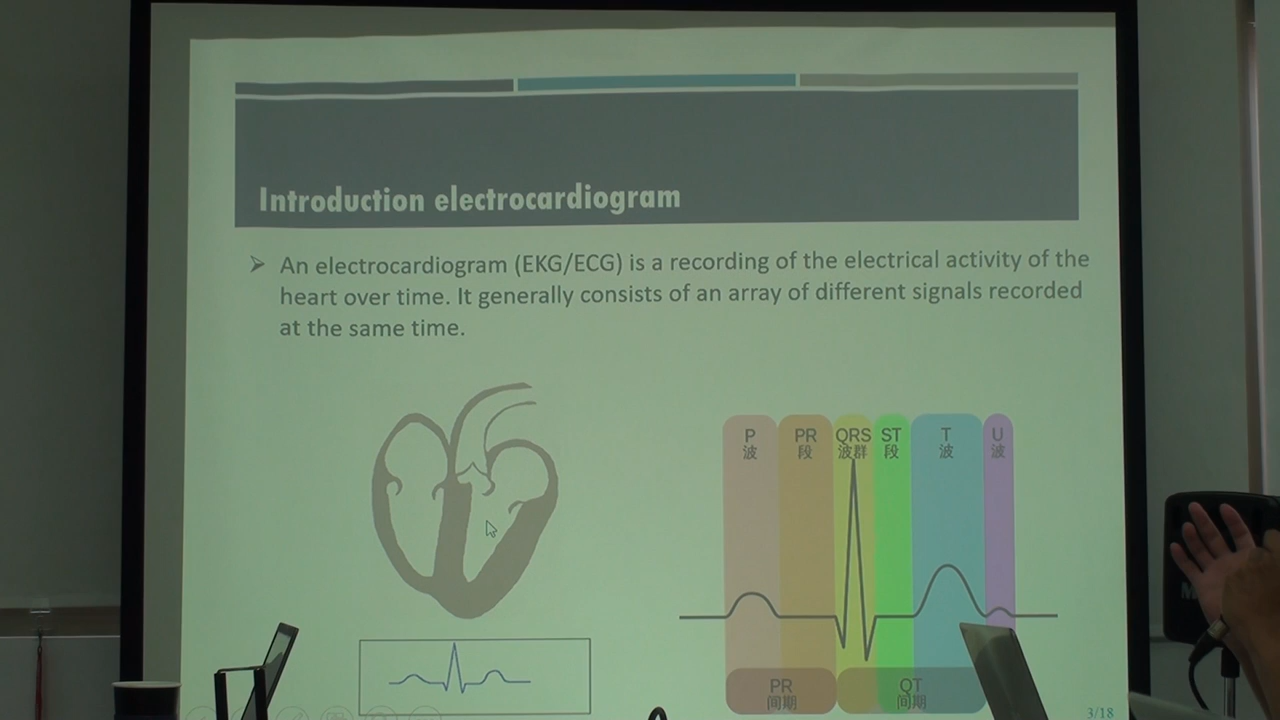 Introduction electrocardiogram
An electrocardiogram (EKG/ECG) is a recording of the electrical activity of the
heart over time. It generally consists of an array of different signals recorded
at the same time.
P
波
PR
段
QRS
波群
ST
段
T
波
U
波
PR
间期
QT
间期
3/18